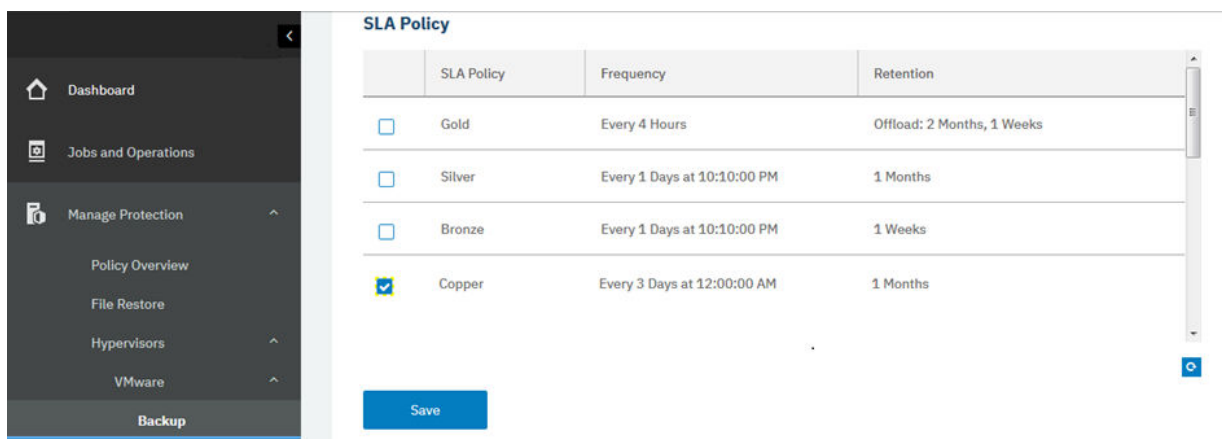 Dashboard
Jobs and Operations
Manage Protection
Policy Overview
File Restore
Hypervisors
VMware
Backup
SLA Policy
SLA Policy Frequency Retention
Gold Every 4 Hours Offload: 2 Months, 1 Weeks
Silver Every 1 Days at 10:10:00 PM 1 Months
Bronze Every 1 Days at 10:10:00 PM 1 Weeks
Copper Every 3 Days at 12:00:00 AM 1 Months
Save